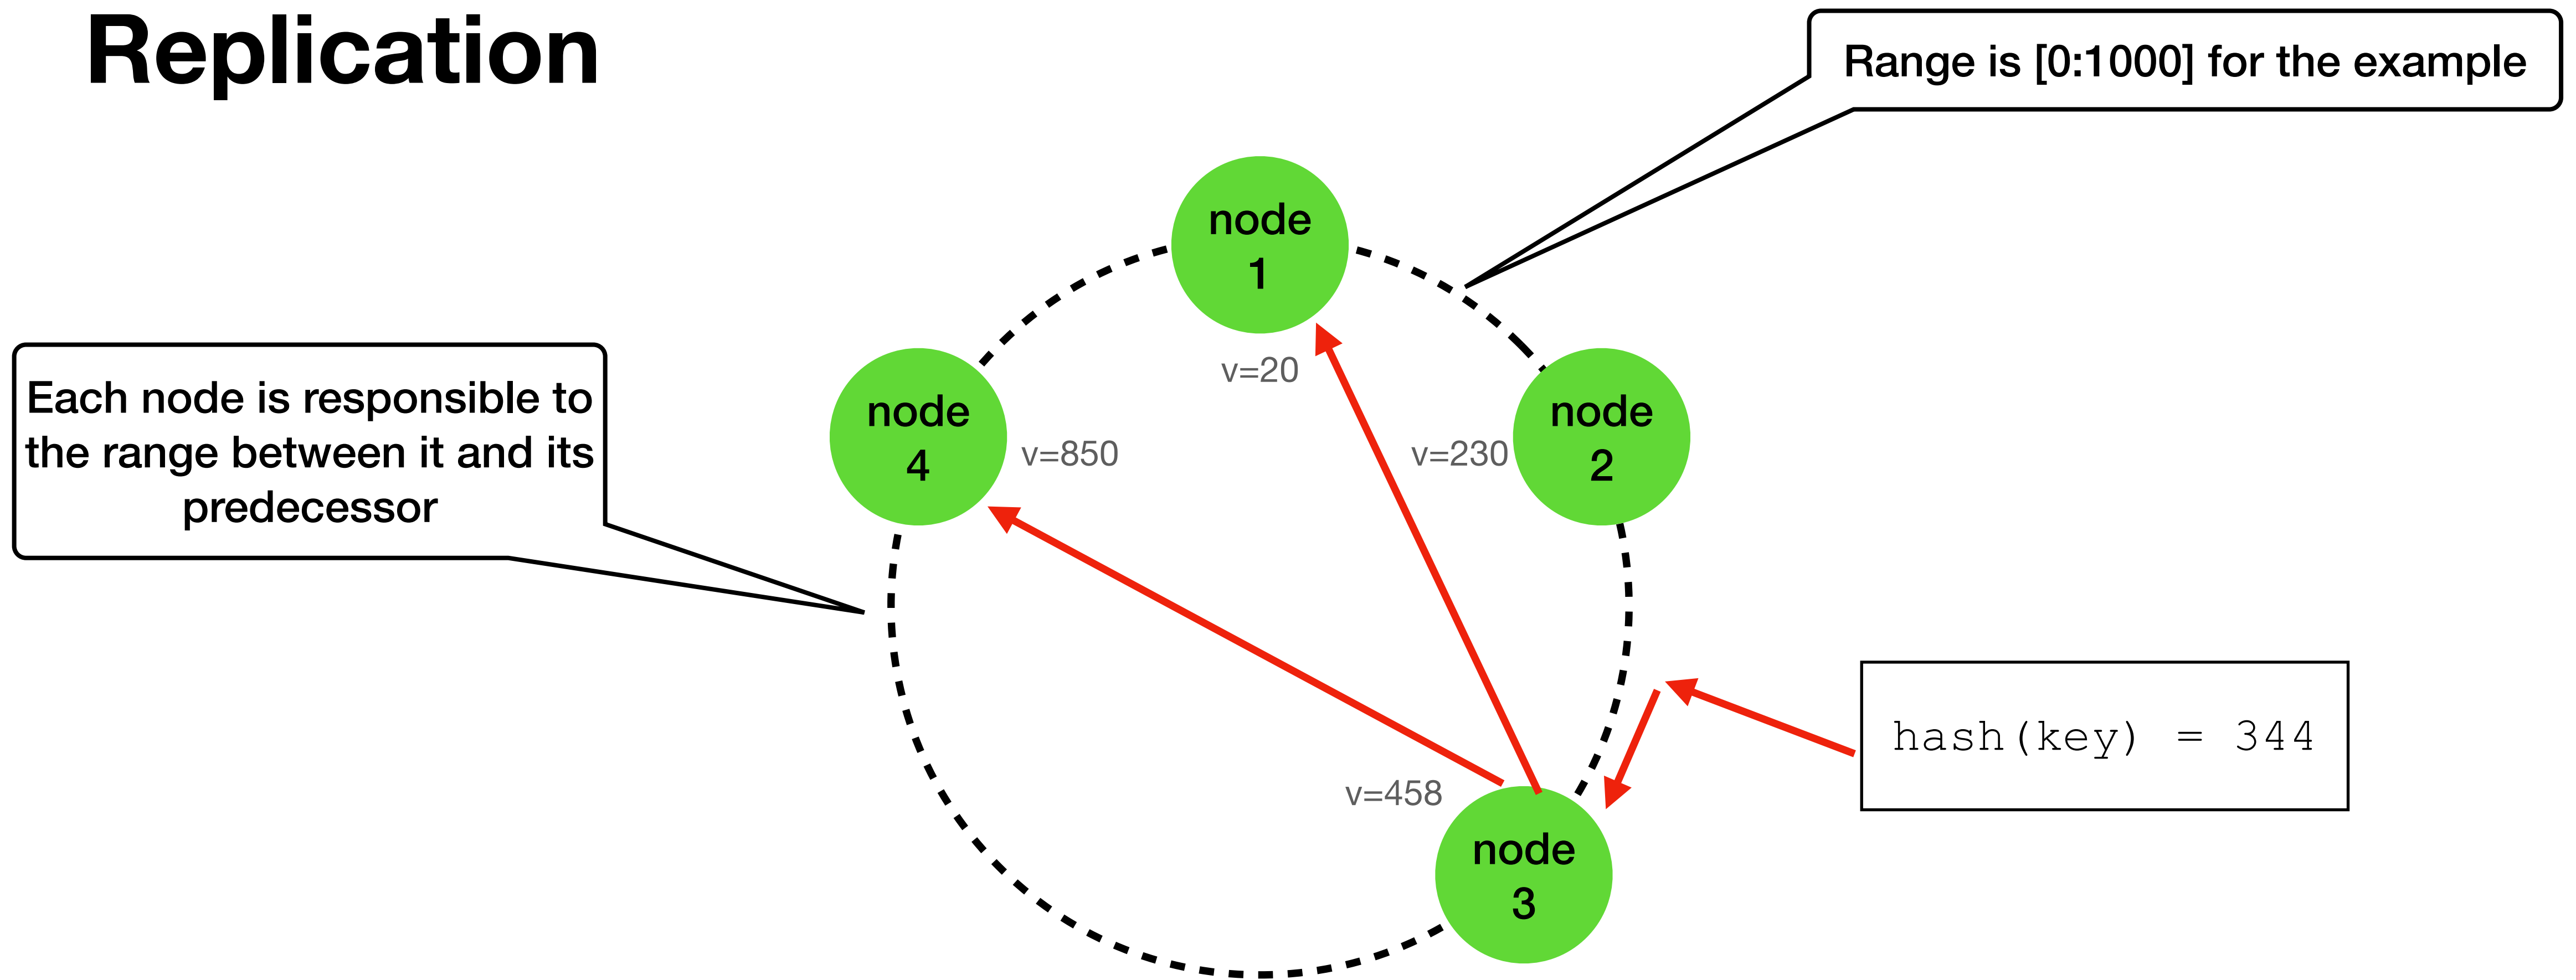 Replication
Range is [0:1000] for the example
node
1
v=20
Each node is responsible to
the range between it and its
predecessor
node
4
v=850
v=230
node
2
hash(key) = 344
v=458
node
3